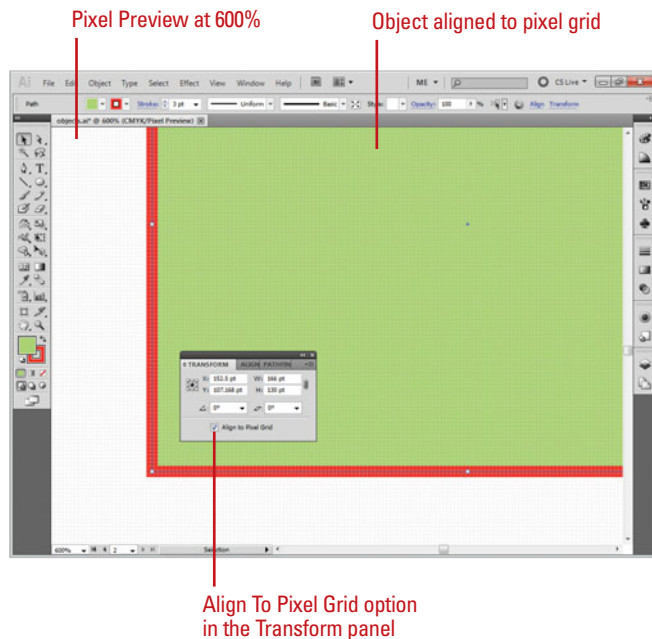 Pixel Preview at 600%
Object aligned to pixel grid
Ai File Edit Object Type Select Effect View Window Help ME CS Live
Path Stroke: 3 pt Uniform Basic Style: Opacity: 100 % Align Transform
objects.ai* @ 600% (CMYK/Pixel Preview)
TRANSFORM ALIGN PATHFIN
X: 152.5 pt W: 166 pt
Y: 107.168 pt H: 130 pt
0° 0°
Align to Pixel Grid
600% 2 Selection
Align To Pixel Grid option
in the Transform panel